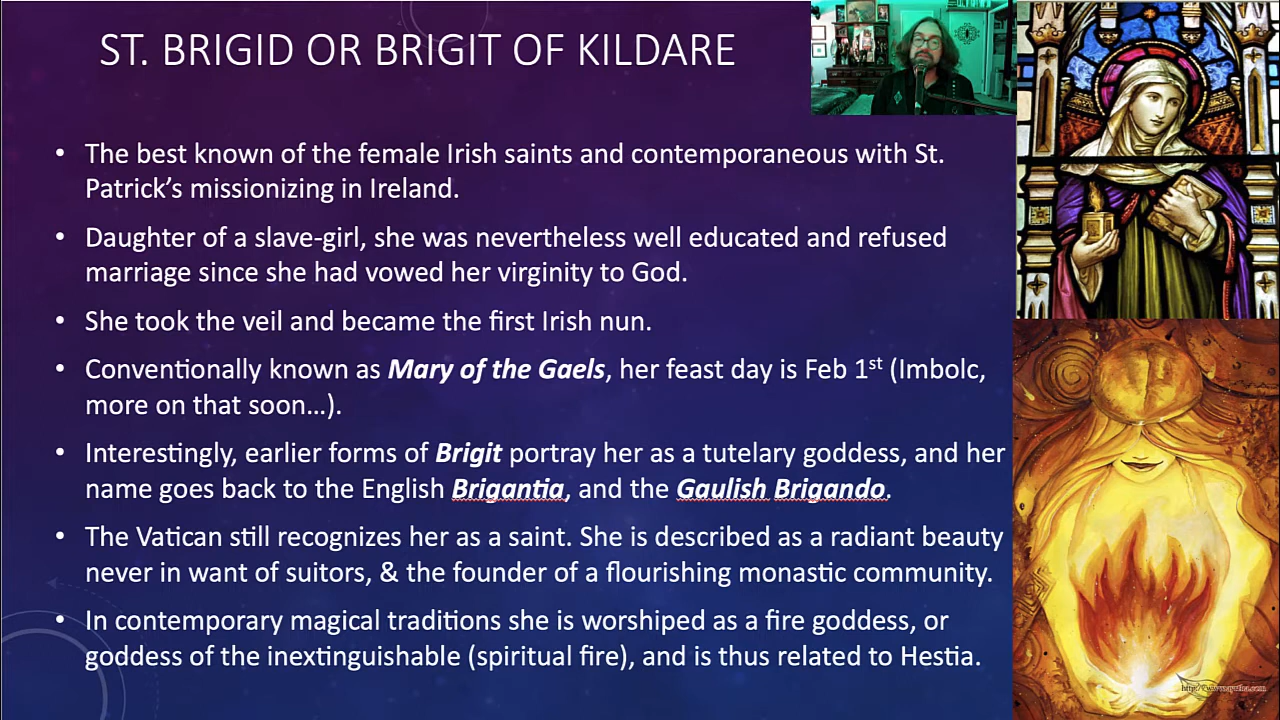 ST. BRIGID OR BRIGIT OF KILDARE
• The best known of the female Irish saints and contemporaneous with St.
Patrick’s missionizing in Ireland.
• Daughter of a slave-girl, she was nevertheless well educated and refused
marriage since she had vowed her virginity to God.
• She took the veil and became the first Irish nun.
• Conventionally known as Mary of the Gaels, her feast day is Feb 1st (Imbolc,
more on that soon…).
• Interestingly, earlier forms of Brigit portray her as a tutelary goddess, and her
name goes back to the English Brigantia, and the Gaulish Brigando.
• The Vatican still recognizes her as a saint. She is described as a radiant beauty
never in want of suitors, & the founder of a flourishing monastic community.
• In contemporary magical traditions she is worshiped as a fire goddess, or
goddess of the inextinguishable (spiritual fire), and is thus related to Hestia.